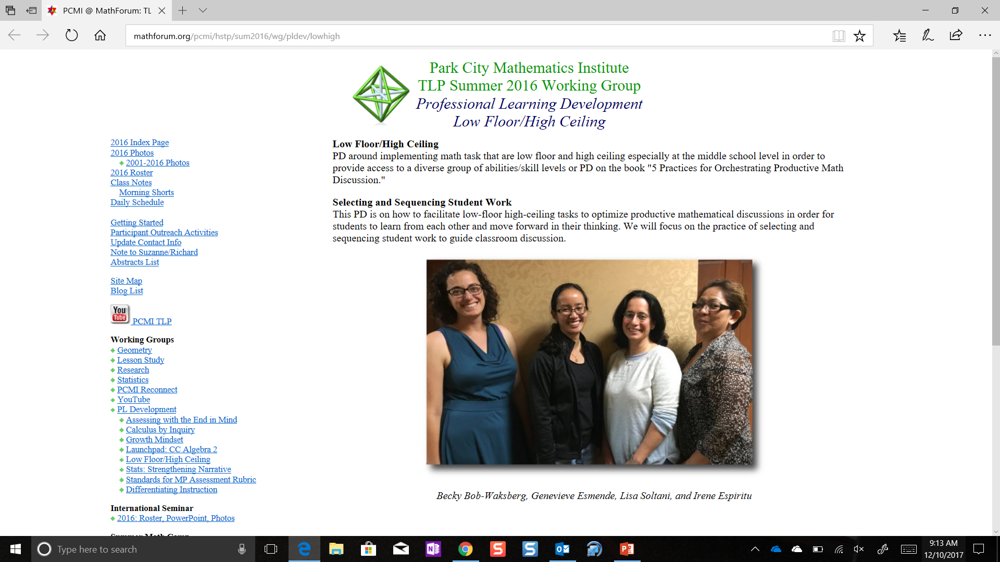 PCMI @ MathForum: TL
mathforum.org/pcmi/hstp/sum2016/wg/pldev/lowhigh
Park City Mathematics Institute
TLP Summer 2016 Working Group
Professional Learning Development
Low Floor/High Ceiling
2016 Index Page
2016 Photos
2001-2016 Photos
2016 Roster
Class Notes
Morning Shorts
Daily Schedule
Getting Started
Participant Outreach Activities
Update Contact Info
Note to Suzanne/Richard
Abstracts List
Site Map
Blog List
You
Tube
PCMI TLP
Working Groups
Geometry
Lesson Study
Research
Statistics
PCMI Reconnect
YouTube
PL Development
Assessing with the End in Mind
Calculus by Inquiry
Growth Mindset
Launchpad: CC Algebra 2
Low Floor/High Ceiling
Stats: Strengthening Narrative
Standards for MP Assessment Rubric
Differentiating Instruction
International Seminar
2016: Roster, PowerPoint, Photos
Low Floor/High Ceiling
PD around implementing math task that are low floor and high ceiling especially at the middle school level in order to
provide access to a diverse group of abilities/skill levels or PD on the book "5 Practices for Orchestrating Productive Math
Discussion."
Selecting and Sequencing Student Work
This PD is on how to facilitate low-floor high-ceiling tasks to optimize productive mathematical discussions in order for
students to learn from each other and move forward in their thinking. We will focus on the practice of selecting and
sequencing student work to guide classroom discussion.
Becky Bob-Waksberg, Genevieve Esmende, Lisa Soltani, and Irene Espiritu
Type here to search
9:13 AM
12/10/2017